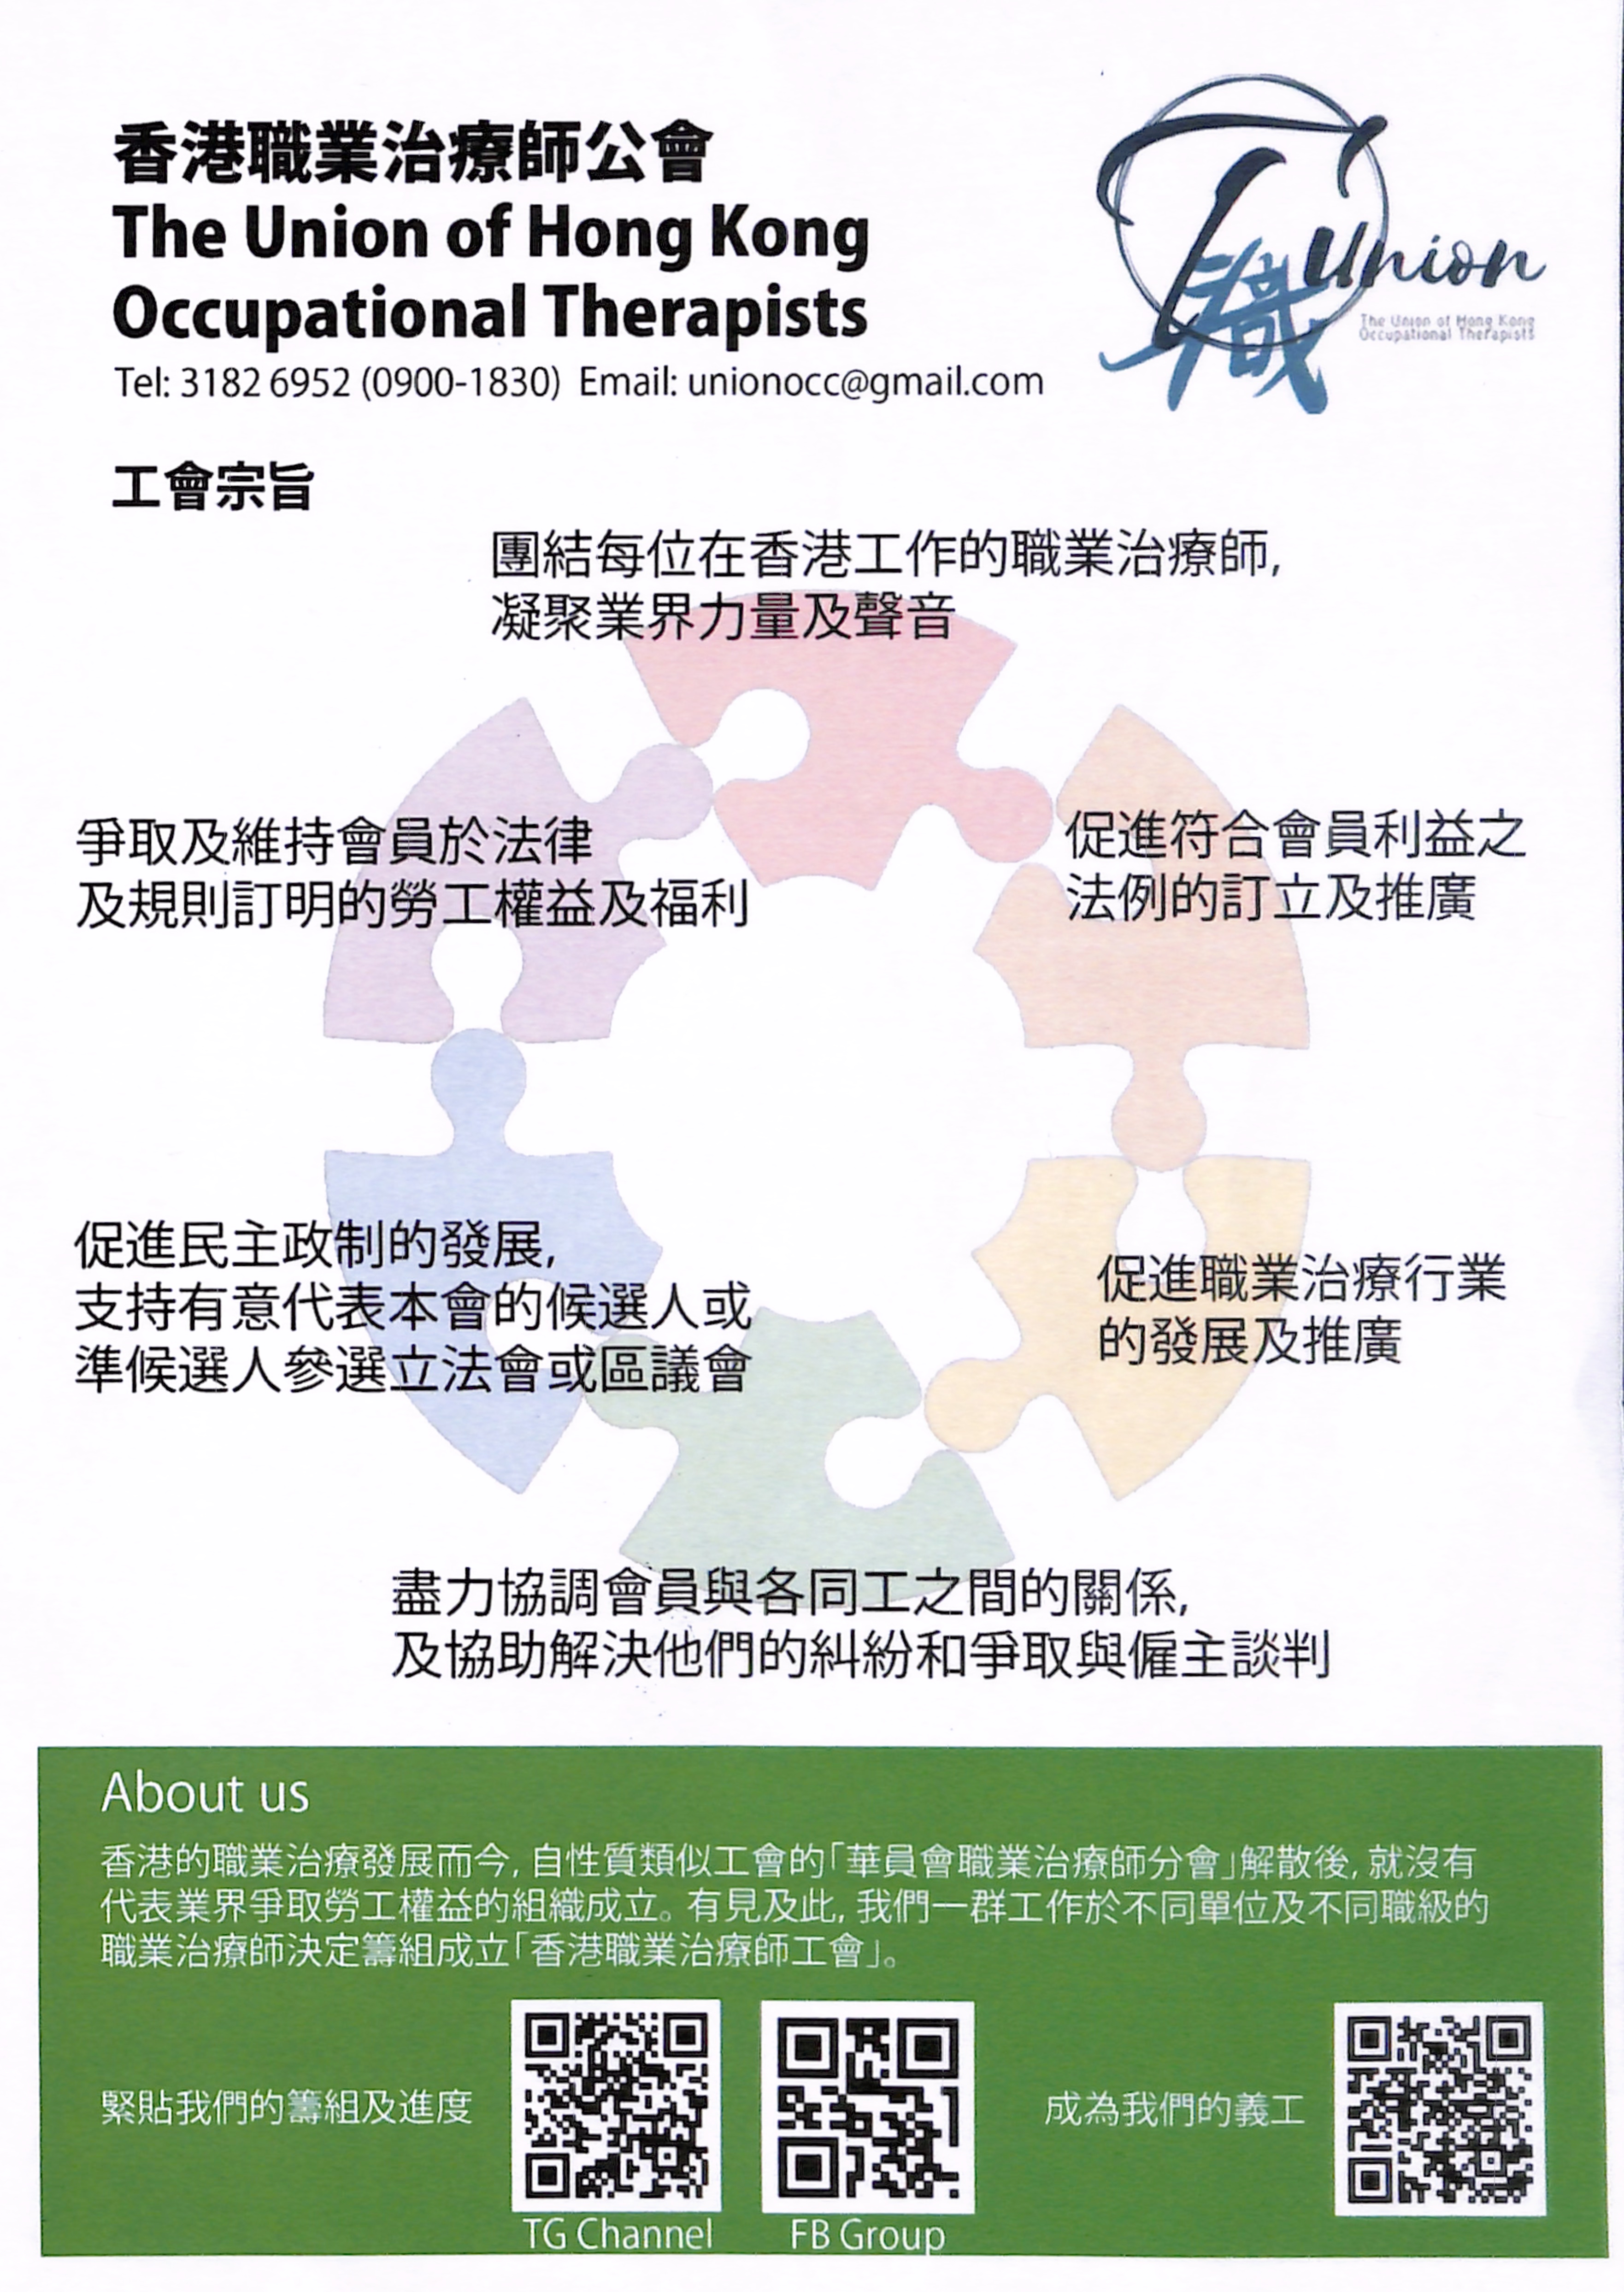 香港職業治療師公會
The Union of Hong Kong
Occupational Therapists
Tel: 3182 6952 (0900-1830)  Email: unionocc@gmail.com
T Union
職
The Union of Hong Kong
Occupational Therapists
工會宗旨
團結每位在香港工作的職業治療師,
凝聚業界力量及聲音
爭取及維持會員於法律
及規則訂明的勞工權益及福利
促進符合會員利益之
法例的訂立及推廣
促進民主政制的發展,
支持有意代表本會的候選人或
準候選人參選立法會或區議會
促進職業治療行業
的發展及推廣
盡力協調會員與各同工之間的關係,
及協助解決他們的糾紛和爭取與僱主談判
About us
香港的職業治療發展而今, 自性質類似工會的「華員會職業治療師分會」解散後, 就沒有
代表業界爭取勞工權益的組織成立。有見及此, 我們一群工作於不同單位及不同職級的
職業治療師決定籌組成立「香港職業治療師工會」。
緊貼我們的籌組及進度
TG Channel
FB Group
成為我們的義工